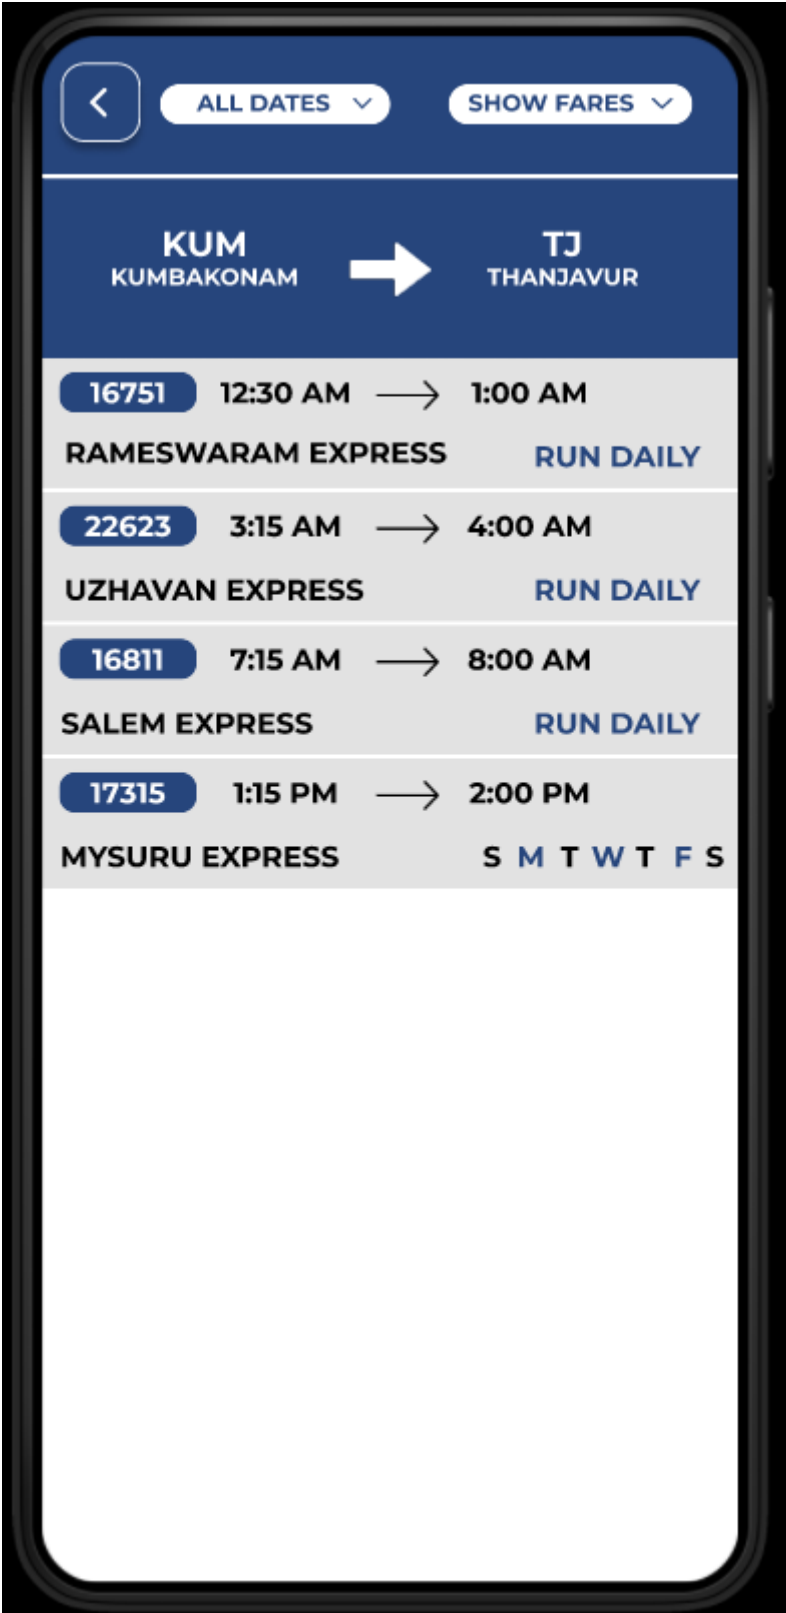 ALL DATES SHOW FARES
KUM TJ
KUMBAKONAM THANJAVUR
16751 12:30 AM 1:00 AM
RAMESWARAM EXPRESS RUN DAILY
22623 3:15 AM 4:00 AM
UZHAVAN EXPRESS RUN DAILY
16811 7:15 AM 8:00 AM
SALEM EXPRESS RUN DAILY
17315 1:15 PM 2:00 PM
MYSURU EXPRESS S M T W T F S